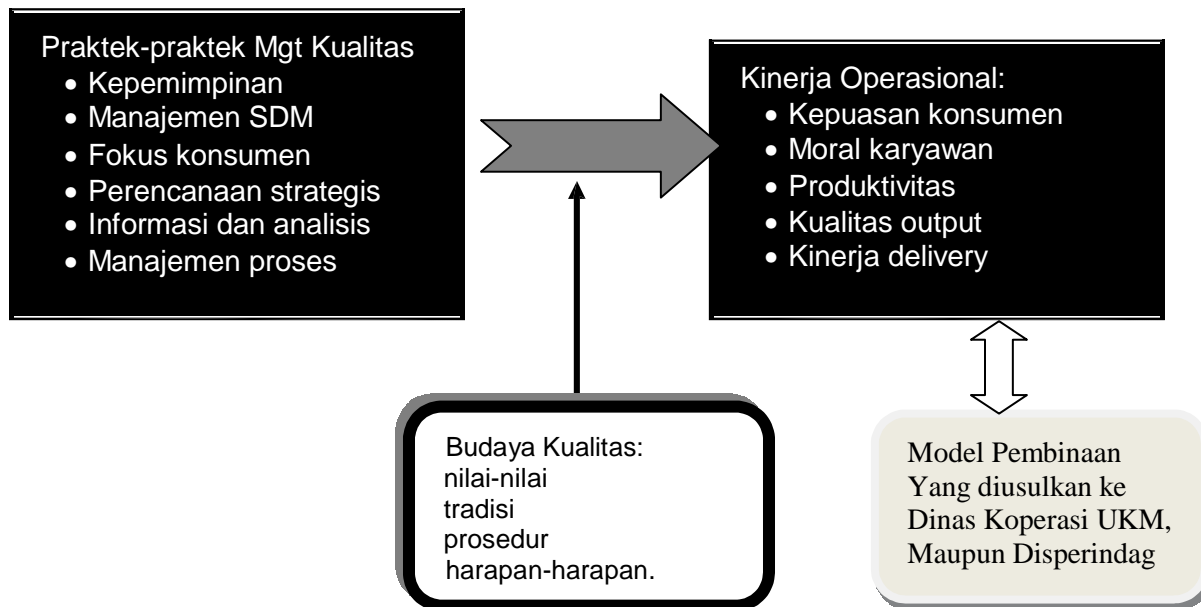 Praktek-praktek Mgt Kualitas
• Kepemimpinan
• Manajemen SDM
• Fokus konsumen
• Perencanaan strategis
• Informasi dan analisis
• Manajemen proses
Kinerja Operasional:
• Kepuasan konsumen
• Moral karyawan
• Produktivitas
• Kualitas output
• Kinerja delivery
Budaya Kualitas:
nilai-nilai
tradisi
prosedur
harapan-harapan.
Model Pembinaan
Yang diusulkan ke
Dinas Koperasi UKM,
Maupun Disperindag